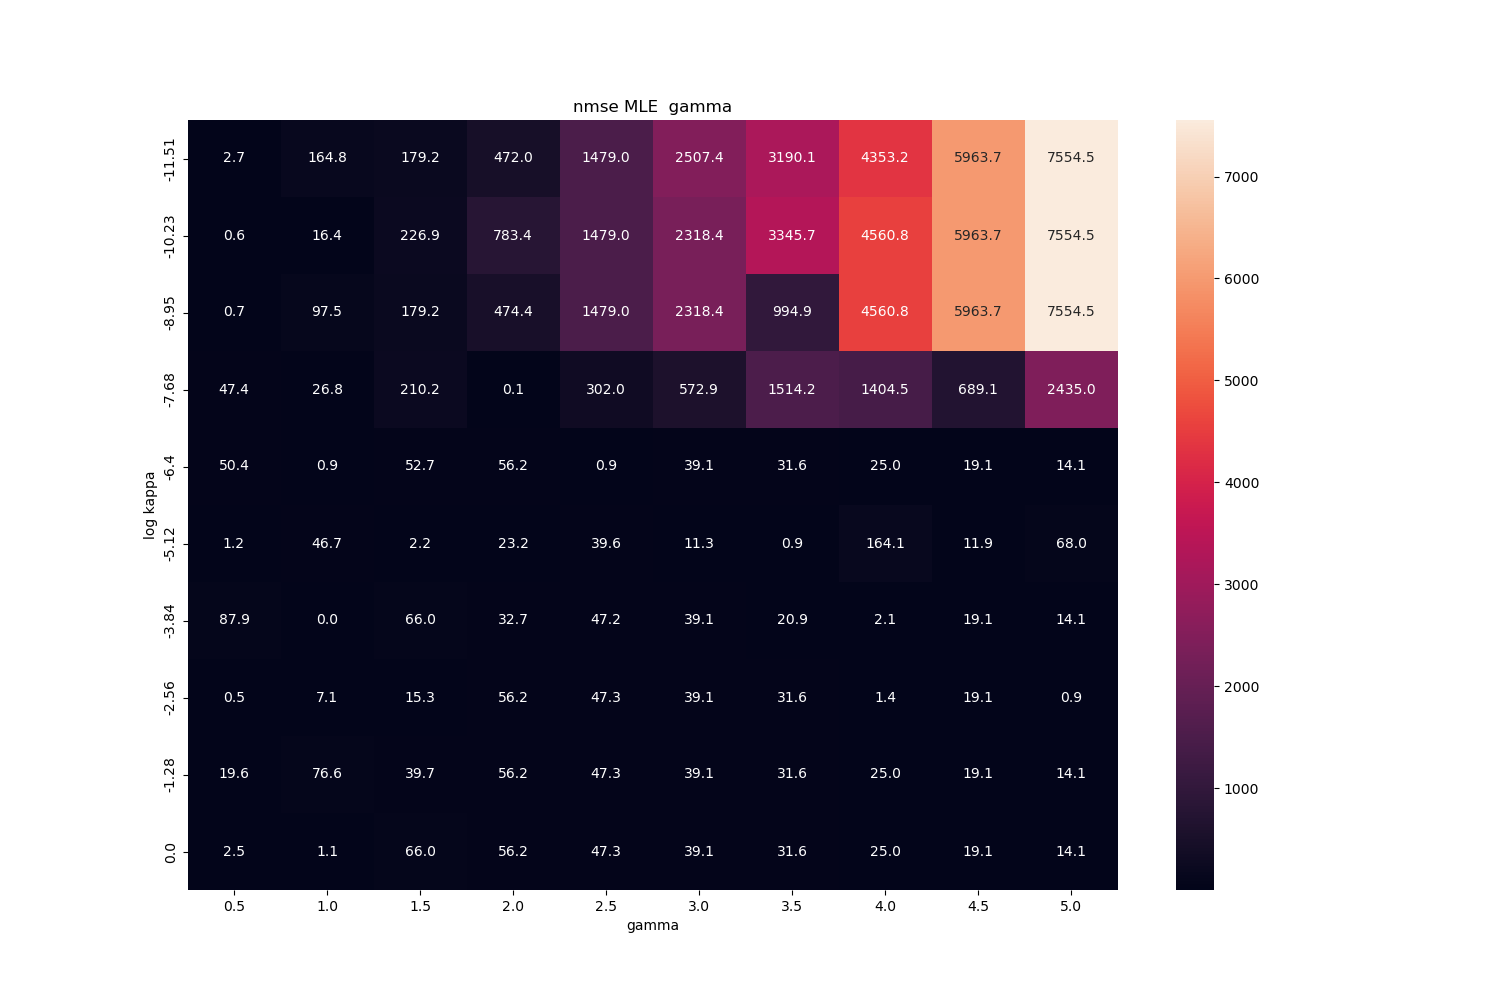 nmse MLE  gamma
-11.51 2.7 164.8 179.2 472.0 1479.0 2507.4 3190.1 4353.2 5963.7 7554.5
7000
-10.23 0.6 16.4 226.9 783.4 1479.0 2318.4 3345.7 4560.8 5963.7 7554.5
6000
-8.95 0.7 97.5 179.2 474.4 1479.0 2318.4 994.9 4560.8 5963.7 7554.5
5000
-7.68 47.4 26.8 210.2 0.1 302.0 572.9 1514.2 1404.5 689.1 2435.0
-6.4 50.4 0.9 52.7 56.2 0.9 39.1 31.6 25.0 19.1 14.1
4000
log kappa
-5.12 1.2 46.7 2.2 23.2 39.6 11.3 0.9 164.1 11.9 68.0
3000
-3.84 87.9 0.0 66.0 32.7 47.2 39.1 20.9 2.1 19.1 14.1
2000
-2.56 0.5 7.1 15.3 56.2 47.3 39.1 31.6 1.4 19.1 0.9
-1.28 19.6 76.6 39.7 56.2 47.3 39.1 31.6 25.0 19.1 14.1
1000
0.0 2.5 1.1 66.0 56.2 47.3 39.1 31.6 25.0 19.1 14.1
0.5 1.0 1.5 2.0 2.5 3.0 3.5 4.0 4.5 5.0
gamma